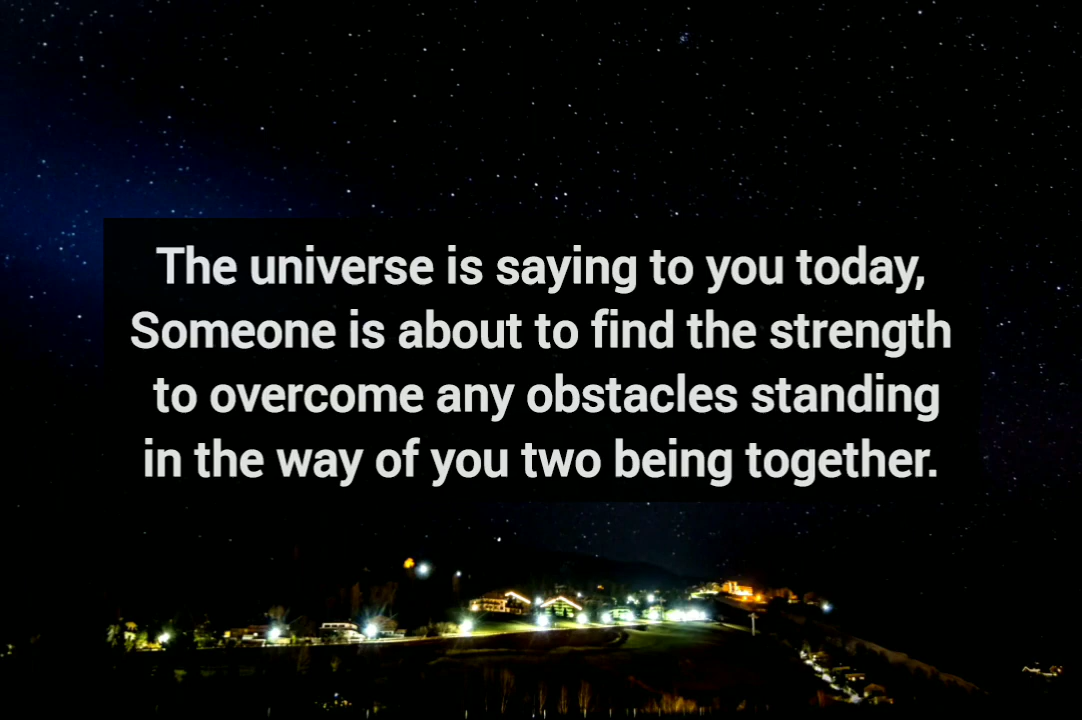 The universe is saying to you today,
Someone is about to find the strength
to overcome any obstacles standing
in the way of you two being together.